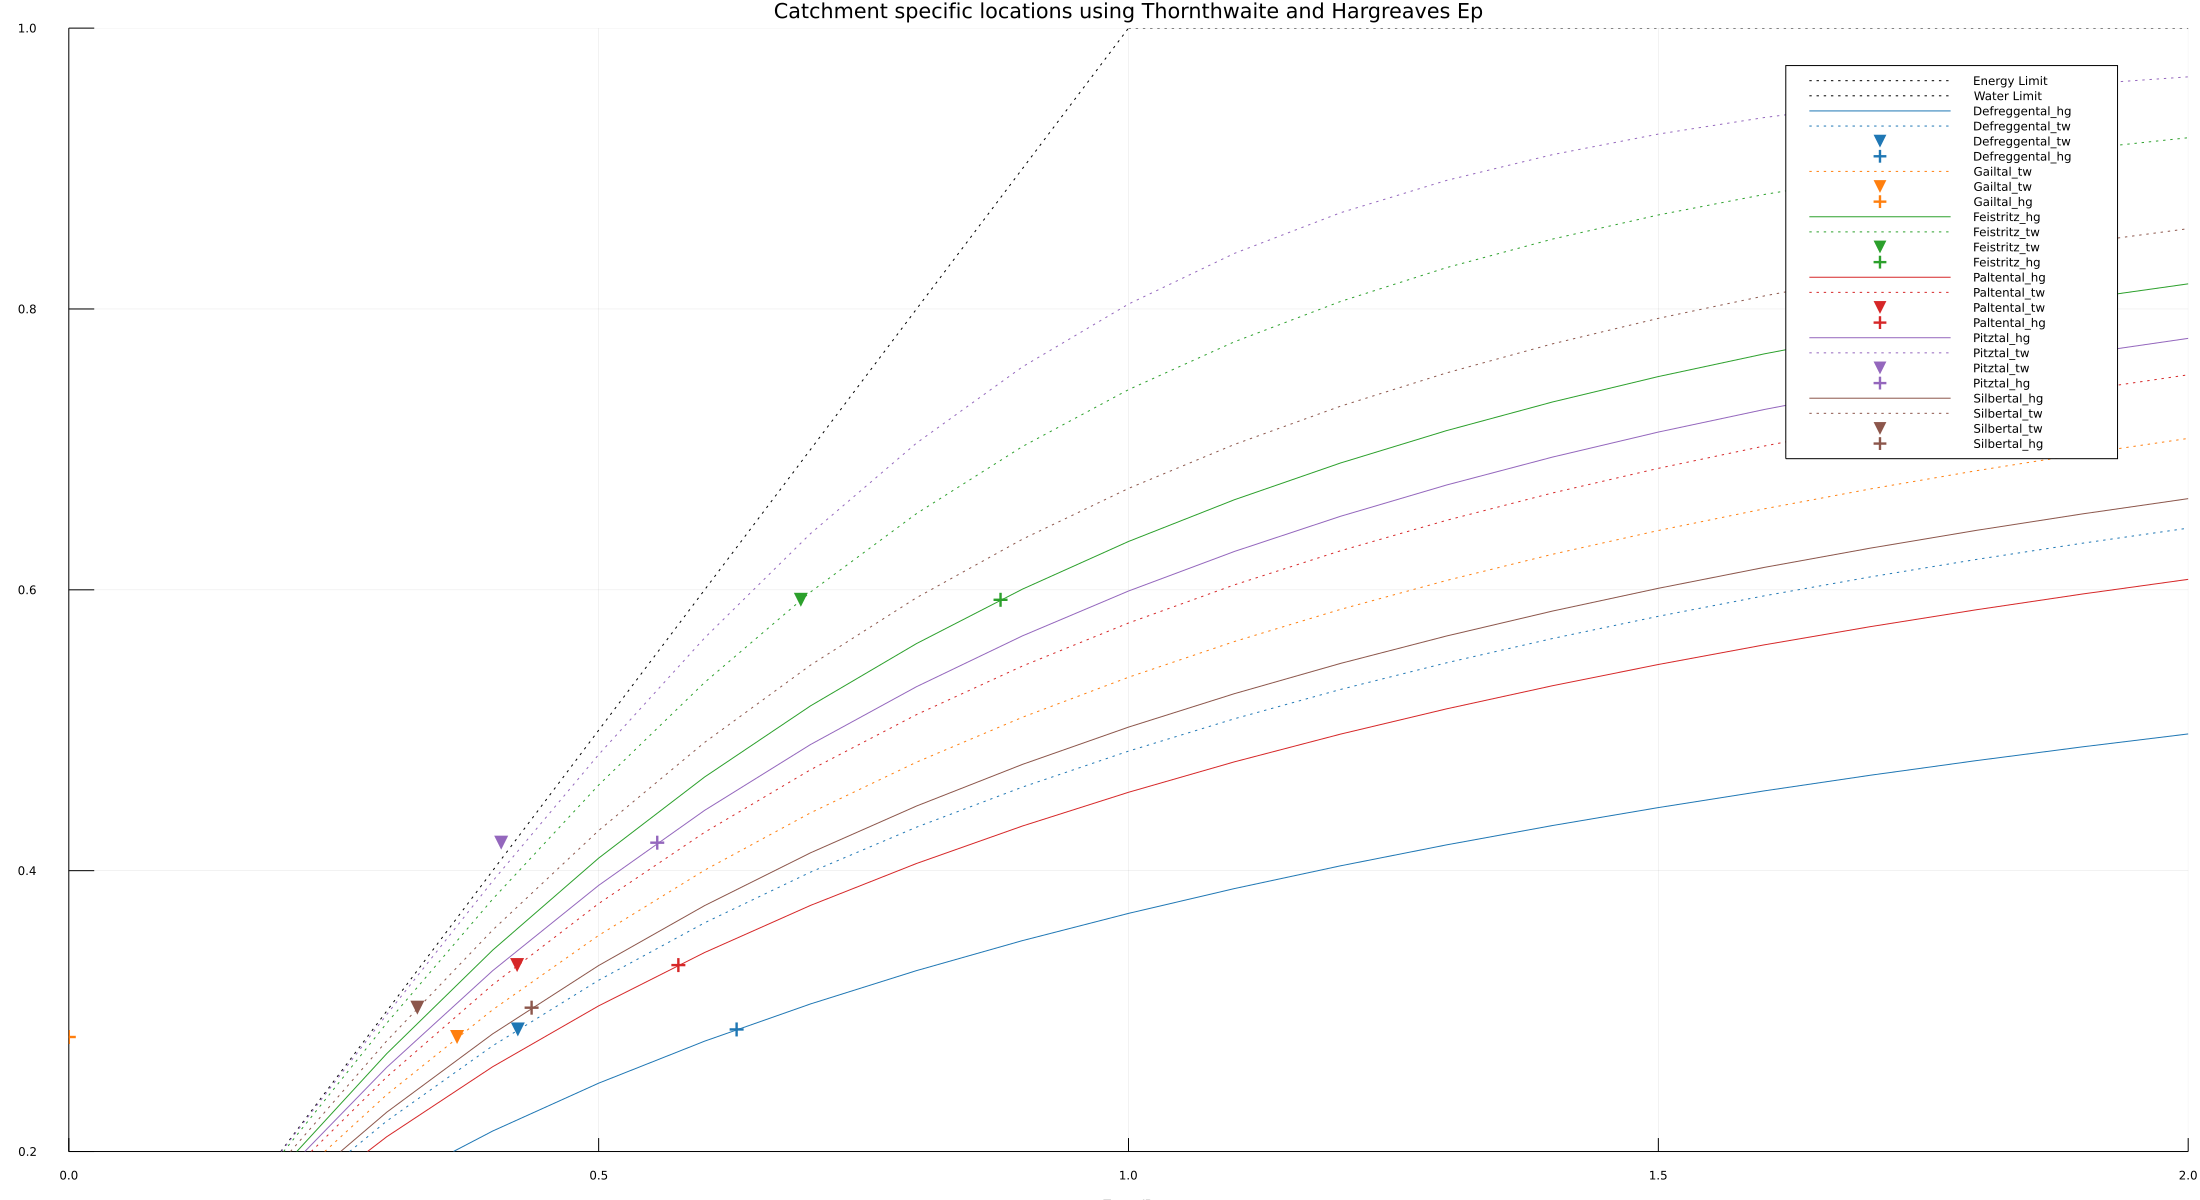 Catchment specific locations using Thornthwaite and Hargreaves Ep
1.0
0.8
0.6
0.4
0.2
Energy Limit
Water Limit
Defreggental_hg
Defreggental_tw
Defreggental_tw
Defreggental_hg
Gailtal_tw
Gailtal_tw
Gailtal_hg
Feistritz_hg
Feistritz_tw
Feistritz_tw
Feistritz_hg
Paltental_hg
Paltental_tw
Paltental_tw
Paltental_hg
Pitztal_hg
Pitztal_tw
Pitztal_tw
Pitztal_hg
Silbertal_hg
Silbertal_tw
Silbertal_tw
Silbertal_hg
0.0 0.5 1.0 1.5 2.0